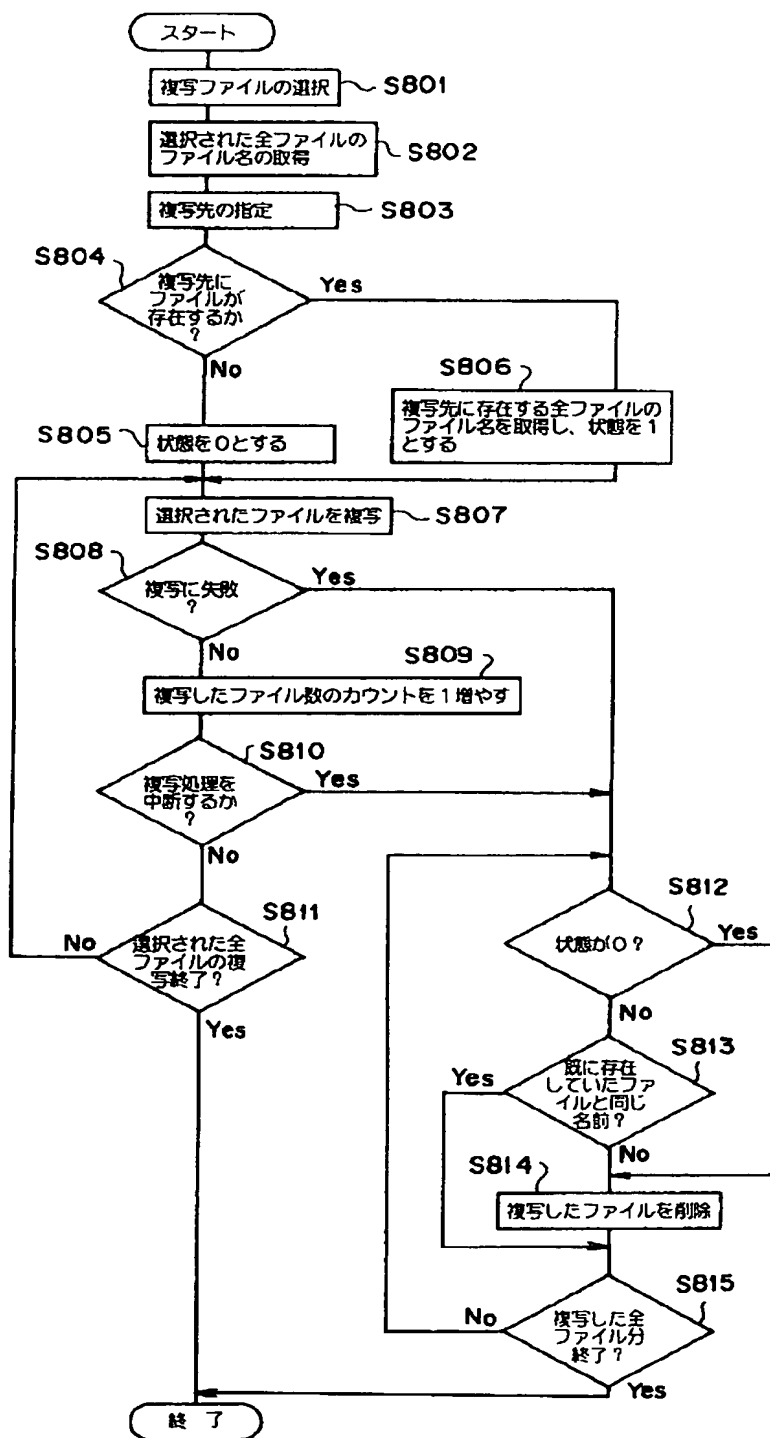 スタート
複写ファイルの選択
S801
選択された全ファイルの
ファイル名の取得
S802
複写先の指定
S803
S804
複写先に
ファイルが
存在するか
?
Yes
No
S805
状態を0とする
S806
複写先に存在する全ファイルの
ファイル名を取得し、状態を1
とする
選択されたファイルを複写
S807
S808
複写に失敗
?
Yes
No
S809
複写したファイル数のカウントを1増やす
S810
複写処理を
中断するか
?
Yes
No
S811
選択された全
ファイルの複
写終了?
No
Yes
S812
状態が0?
Yes
No
S813
既に存在
していたファ
イルと同じ
名前?
Yes
No
S814
複写したファイルを削除
S815
複写した全
ファイル分
終了?
No
Yes
終 了